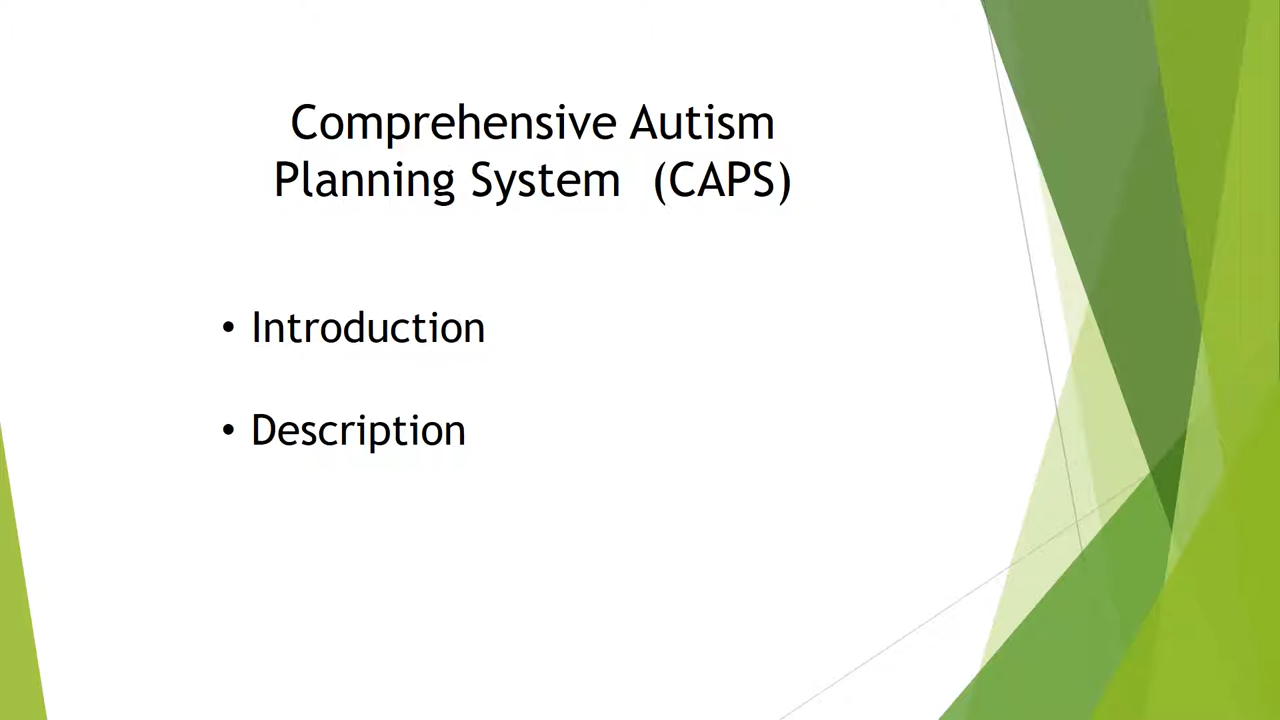 Comprehensive Autism
Planning System (CAPS)
• Introduction
• Description